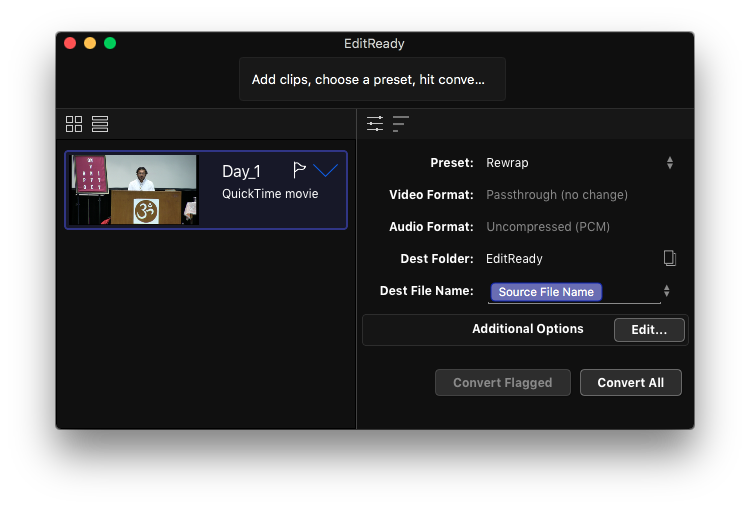 EditReady
Add clips, choose a preset, hit conve...
Day_1
QuickTime movie
Preset: Rewrap
Video Format: Passthrough (no change)
Audio Format: Uncompressed (PCM)
Dest Folder: EditReady
Dest File Name: Source File Name
Additional Options Edit...
Convert Flagged Convert All